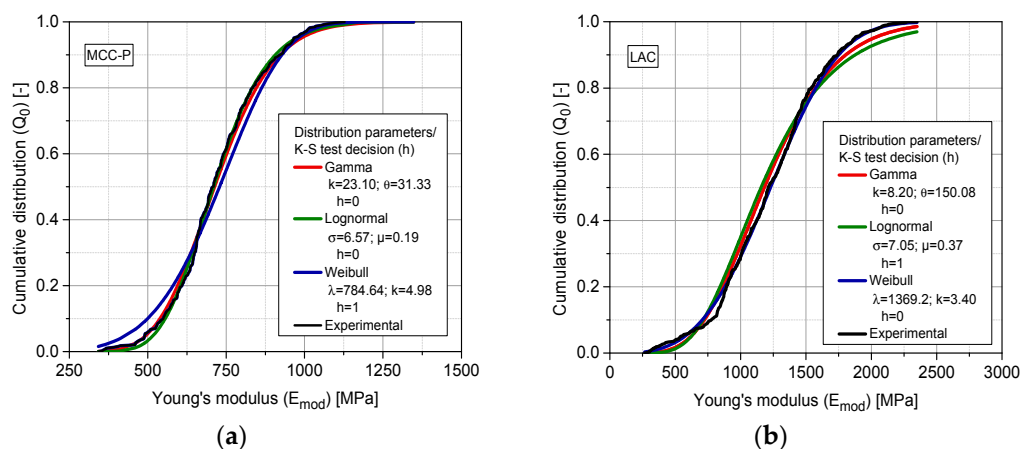 1.0
0.8
0.6
0.4
0.2
0.0
Cumulative distribution (Q0) [-]
MCC-P
Distribution parameters/
K-S test decision (h)
Gamma
k=23.10; θ=31.33
h=0
Lognormal
σ=6.57; μ=0.19
h=0
Weibull
λ=784.64; k=4.98
h=1
Experimental
250 500 750 1000 1250 1500
Young's modulus (Emod) [MPa]
(a)
1.0
0.8
0.6
0.4
0.2
0.0
Cumulative distribution (Q0) [-]
LAC
Distribution parameters/
K-S test decision (h)
Gamma
k=8.20; θ=150.08
h=0
Lognormal
σ=7.05; μ=0.37
h=1
Weibull
λ=1369.2; k=3.40
h=0
Experimental
0 500 1000 1500 2000 2500 3000
Young's modulus (Emod) [MPa]
(b)